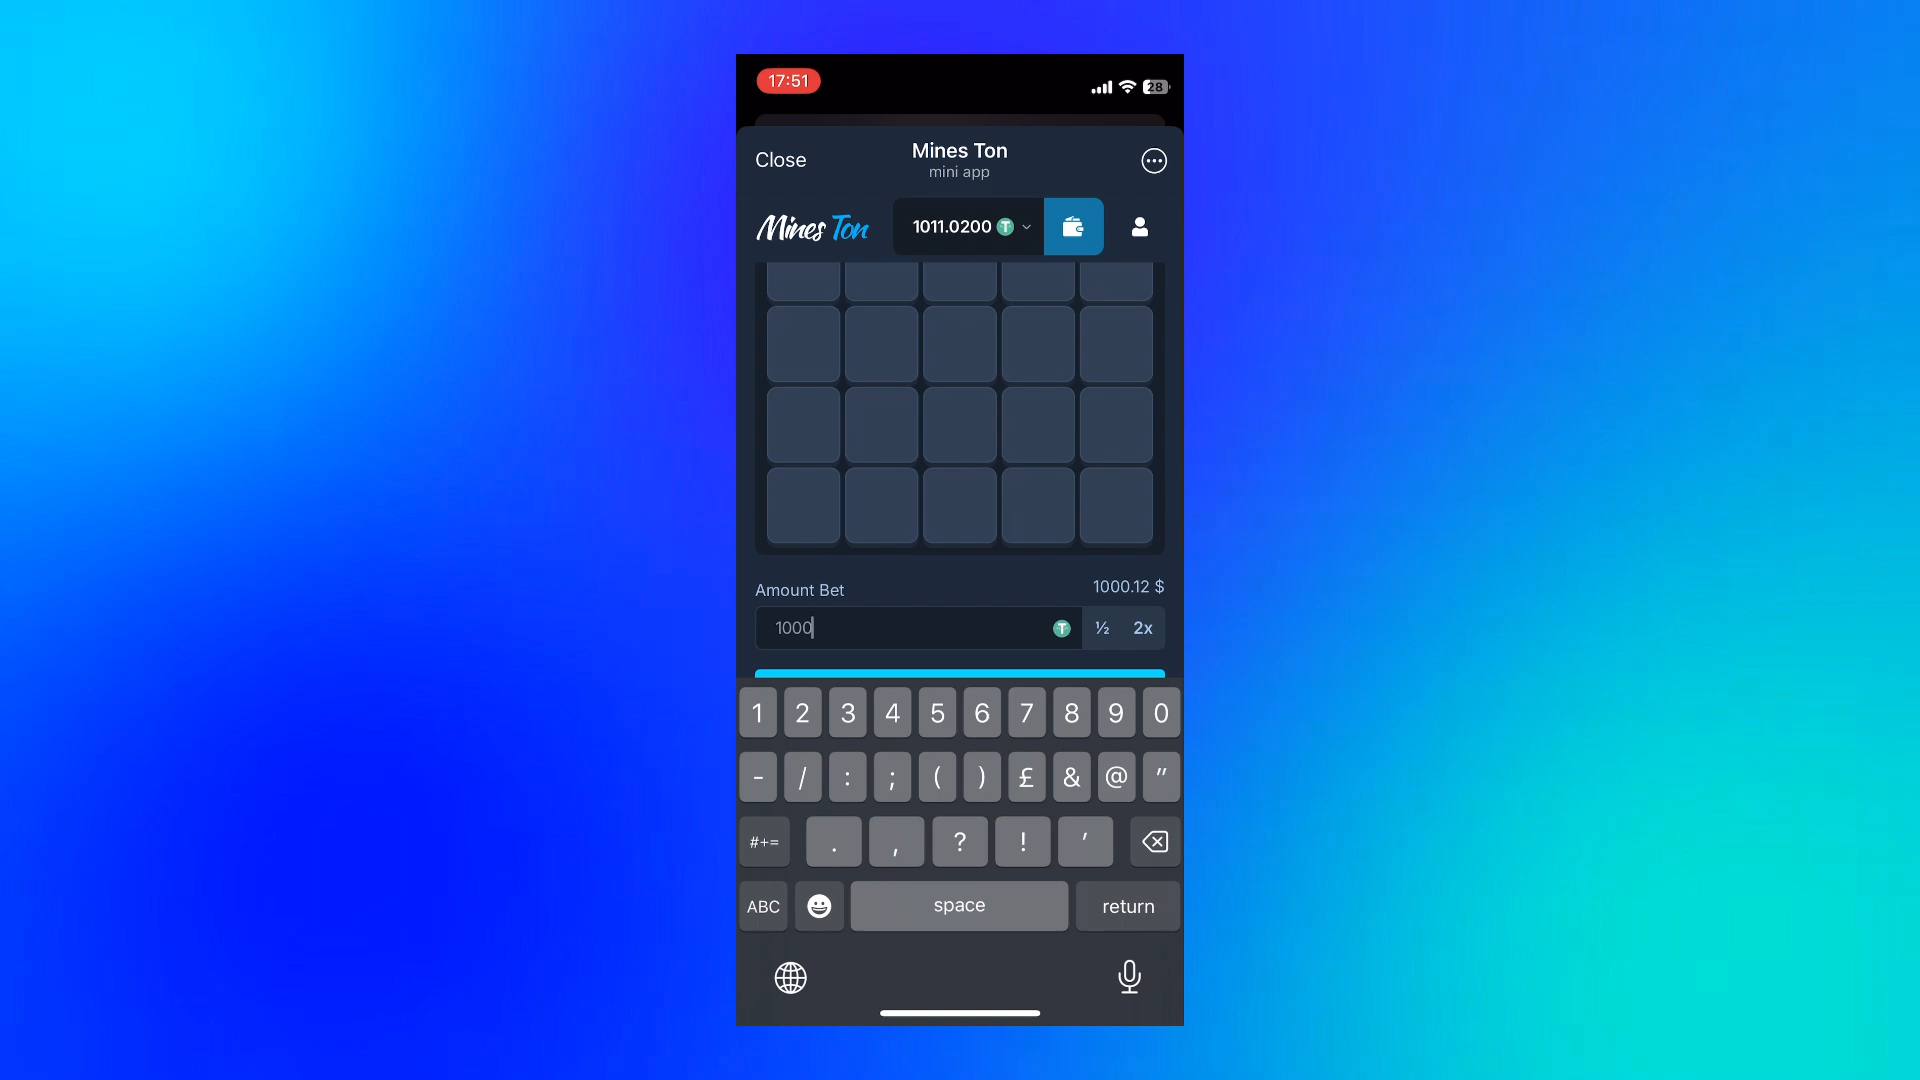 17:51
28
Close
Mines Ton
mini app
Mines Ton
1011.0200
Amount Bet
1000.12 $
1000
½ 2x
1 2 3 4 5 6 7 8 9 0
- / : ; ( ) £ & @ "
#+= . , ? ! '
ABC space return